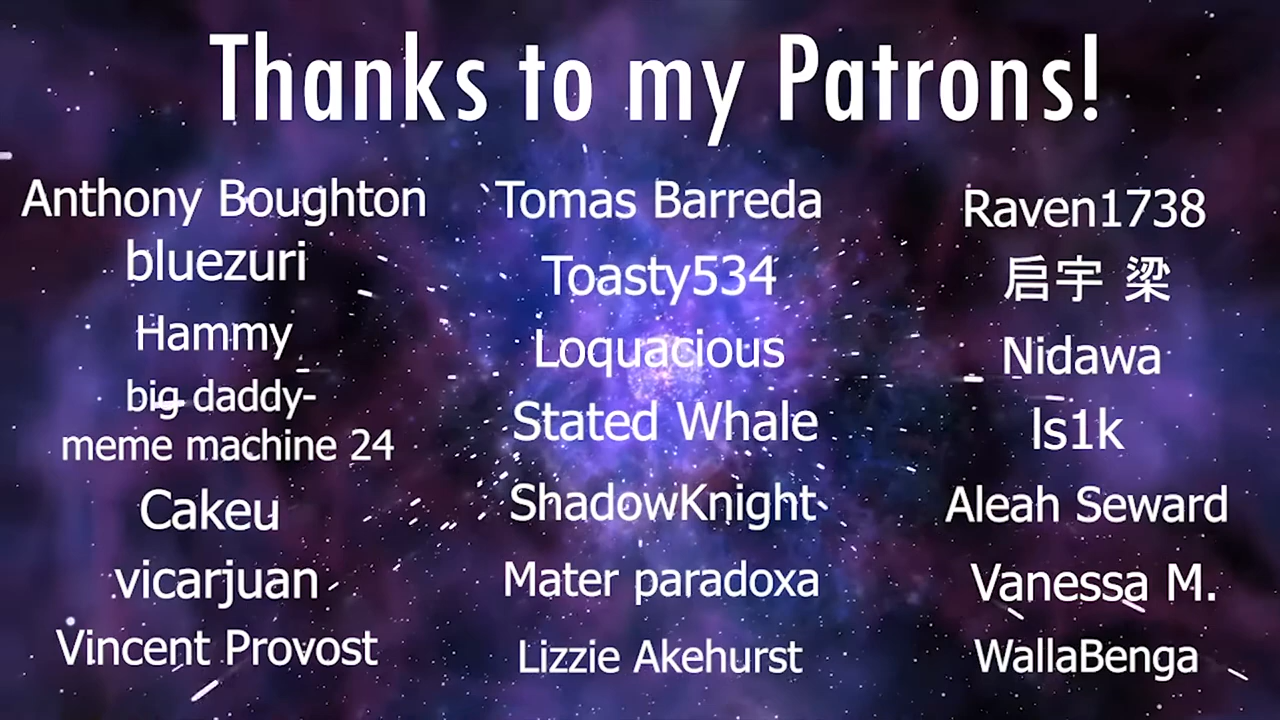 Thanks to my Patrons!
Anthony Boughton
bluezuri
Hammy
big daddy-
meme machine 24
Cakeu
vicarjuan
Vincent Provost
Tomas Barreda
Toasty534
Loquacious
Stated Whale
ShadowKnight
Mater paradoxa
Lizzie Akehurst
Raven1738
启宇 梁
Nidawa
ls1k
Aleah Seward
Vanessa M.
WallaBenga